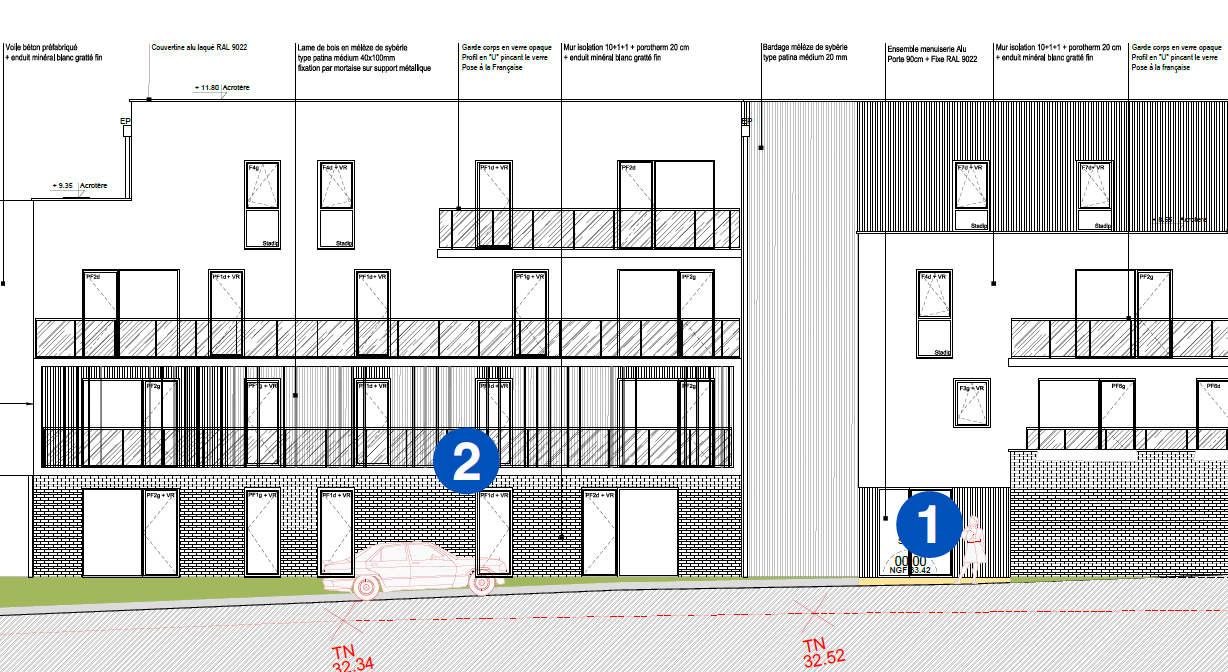 Voile béton préfabriqué
+ enduit minéral blanc gratté fin
Couvertine alu laqué RAL 9022
Lame de bois en mélèze de sybérie
type patina médium 40x100mm
fixation par mortaise sur support métallique
Garde corps en verre opaque
Profil en "U" pincant le verre
Pose à la Française
Mur isolation 10+1+1 + porotherm 20 cm
+ enduit minéral blanc gratté fin
Bardage mélèze de sybérie
type patina médium 20 mm
Ensemble menuiserie Alu
Porte 90cm + Fixe RAL 9022
Mur isolation 10+1+1 + porotherm 20 cm
+ enduit minéral blanc gratté fin
Garde corps en verre opaque
Profil en "U" pincant le verre
Pose à la française
+ 11.80 Acrotère
EP
EP
+ 9.35 Acrotère
F4g
F4d + VR
PF1d + VR
PF2d
F7d + VR
F7d + VR
Stadip
Stadip
Stadip
Stadip
Acrotère
PF2d
PF1d + VR
PF1d + VR
PF1g + VR
PF2g
F4d + VR
PF2g
Stadip
PF2g
PF1g + VR
PF1d + VR
PF1d + VR
PF2g
F3g + VR
PF6g
PF6d
2
PF2g + VR
PF1g + VR
PF1d + VR
PF1d + VR
PF2d + VR
1
00.00
NGF 33.42
TN
32.34
TN
32.52